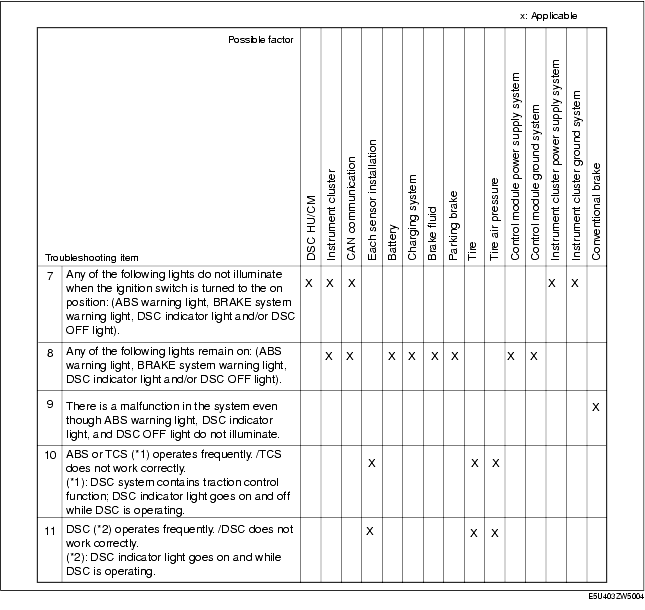 x: Applicable
Possible factor
Troubleshooting item
DSC HU/CM
Instrument cluster
CAN communication
Each sensor installation
Battery
Charging system
Brake fluid
Parking brake
Tire
Tire air pressure
Control module power supply system
Control module ground system
Instrument cluster power supply system
Instrument cluster ground system
Conventional brake
7 Any of the following lights do not illuminate X X X X X
when the ignition switch is turned to the on
position: (ABS warning light, BRAKE system
warning light, DSC indicator light and/or DSC
OFF light).
8 Any of the following lights remain on: (ABS X X X X X X X X
warning light, BRAKE system warning light,
DSC indicator light and/or DSC OFF light).
9 There is a malfunction in the system even X
though ABS warning light, DSC indicator
light, and DSC OFF light do not illuminate.
10 ABS or TCS (*1) operates frequently. /TCS X X X
does not work correctly.
(*1): DSC system contains traction control
function; DSC indicator light goes on and off
while DSC is operating.
11 DSC (*2) operates frequently. /DSC does not X X X
work correctly.
(*2): DSC indicator light goes on and while
DSC is operating.
E5U403ZW5004